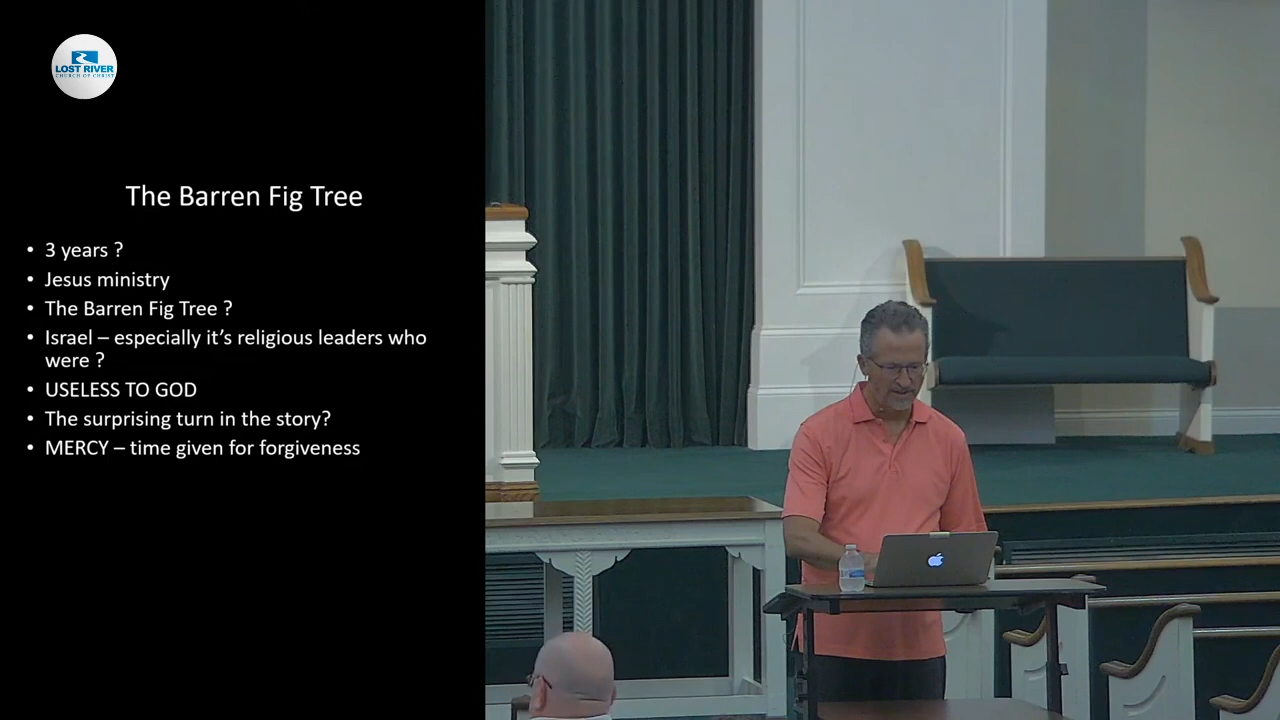 LOST RIVER
CHURCH OF CHRIST
The Barren Fig Tree
• 3 years ?
• Jesus ministry
• The Barren Fig Tree ?
• Israel – especially it’s religious leaders who
were ?
• USELESS TO GOD
• The surprising turn in the story?
• MERCY – time given for forgiveness